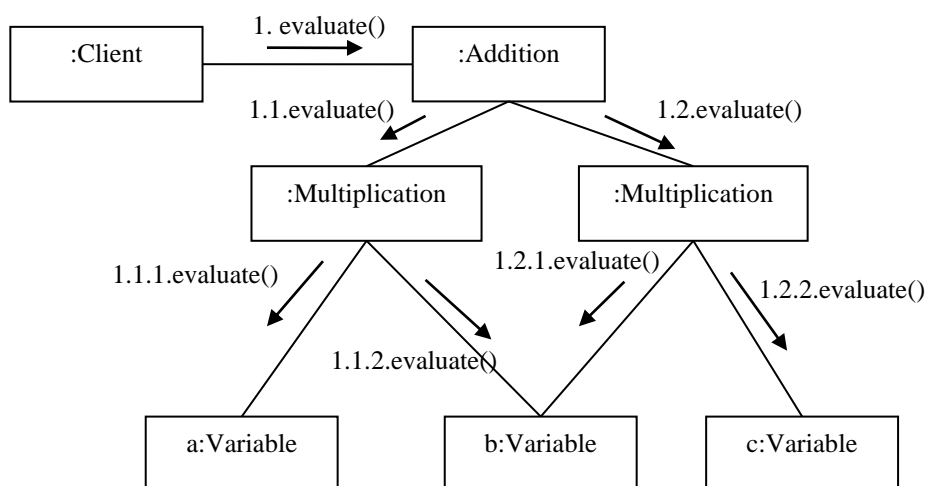 1. evaluate()
:Client
:Addition
1.1.evaluate()
1.2.evaluate()
:Multiplication
:Multiplication
1.1.1.evaluate()
1.2.1.evaluate()
1.2.2.evaluate()
1.1.2.evaluate()
a:Variable
b:Variable
c:Variable